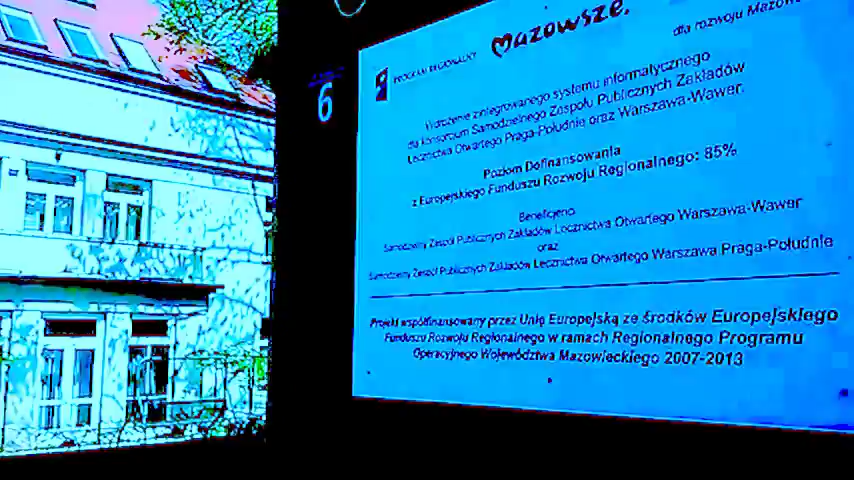 6
PROGRAM REGIONALNY
Mazowsze.
dla rozwoju Mazow
Wdrożenie zintegrowanego systemu informatycznego
dla konsorcjum Samodzielnego Zespołu Publicznych Zakładów
Lecznictwa Otwartego Praga-Południe oraz Warszawa-Wawer.
Poziom Dofinansowania
z Europejskiego Funduszu Rozwoju Regionalnego: 85%
Beneficjenci
Samodzielny Zespół Publicznych Zakładów Lecznictwa Otwartego Warszawa-Wawer
oraz
Samodzielny Zespół Publicznych Zakładów Lecznictwa Otwartego Warszawa Praga-Południe
Projekt współfinansowany przez Unię Europejską ze środków Europejskiego
Funduszu Rozwoju Regionalnego w ramach Regionalnego Programu
Operacyjnego Województwa Mazowieckiego 2007-2013